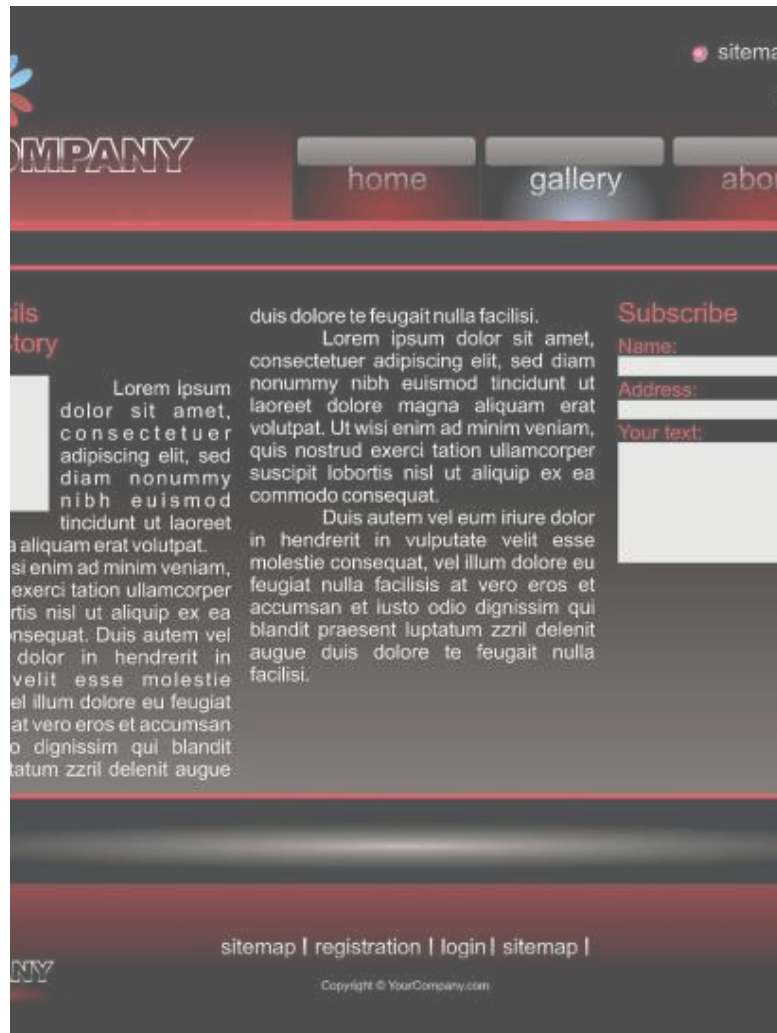 sitema
OMPANY
home
gallery
abou
ils
tory
Lorem ipsum
dolor sit amet,
consectetuer
adipiscing elit, sed
diam nonummy
nibh euismod
tincidunt ut laoreet
a aliquam erat volutpat.
si enim ad minim veniam,
exerci tation ullamcorper
rtis nisl ut aliquip ex ea
onsequat. Duis autem vel
dolor in hendrerit in
velit esse molestie
el illum dolore eu feugiat
at vero eros et accumsan
o dignissim qui blandit
tatum zzril delenit augue
duis dolore te feugait nulla facilisi.
Lorem ipsum dolor sit amet,
consectetuer adipiscing elit, sed diam
nonummy nibh euismod tincidunt ut
laoreet dolore magna aliquam erat
volutpat. Ut wisi enim ad minim veniam,
quis nostrud exerci tation ullamcorper
suscipit lobortis nisl ut aliquip ex ea
commodo consequat.
Duis autem vel eum iriure dolor
in hendrerit in vulputate velit esse
molestie consequat, vel illum dolore eu
feugiat nulla facilisis at vero eros et
accumsan et iusto odio dignissim qui
blandit praesent luptatum zzril delenit
augue duis dolore te feugait nulla
facilisi.
Subscribe
Name:
Address:
Your text:
sitemap | registration | login | sitemap |
NY
Copyright © YourCompany.com